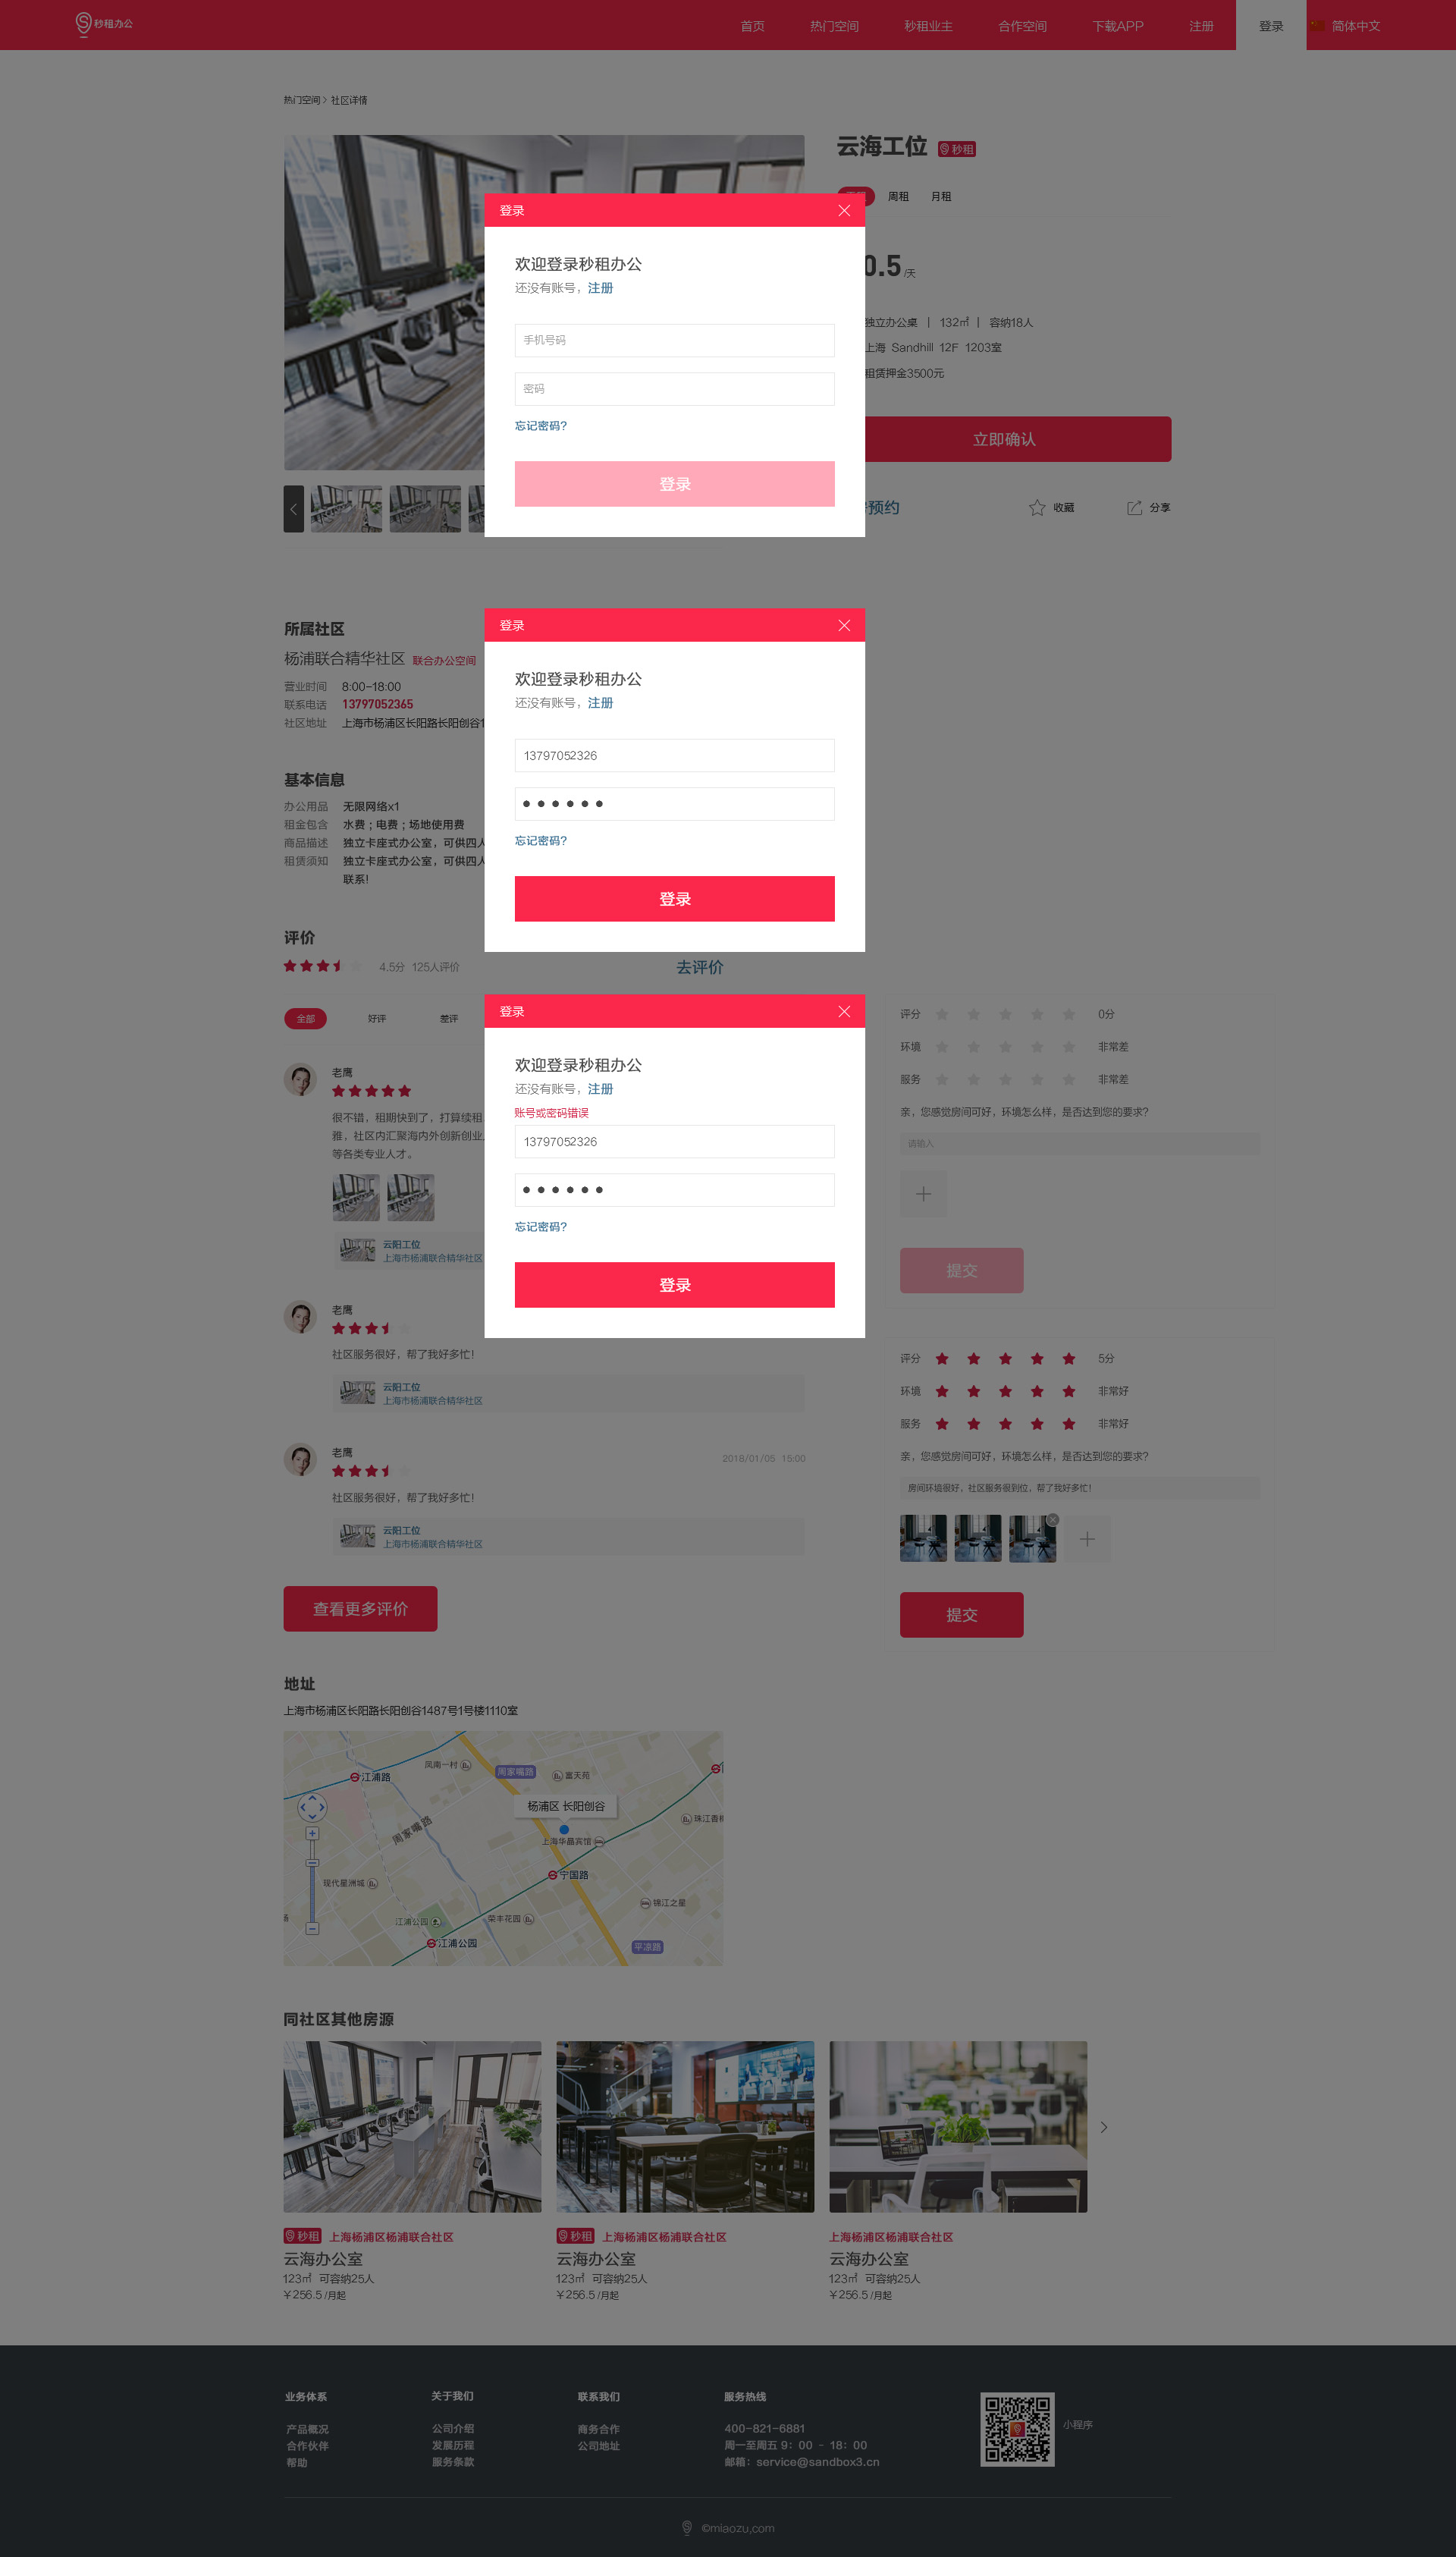 秒租办公
首页 热门空间 秒租业主 合作空间 下载APP 注册 登录 简体中文
热门空间 > 社区详情
云海工位 秒租
周租 月租
0.5 /天
独立办公桌 | 132㎡ | 容纳18人
上海 Sandhill 12F 1203室
租赁押金3500元
立即确认
预约 收藏 分享
登录
欢迎登录秒租办公
还没有账号，注册
手机号码
密码
忘记密码?
登录
所属社区
杨浦联合精华社区 联合办公空间
营业时间 8:00-18:00
联系电话 13797052365
社区地址 上海市杨浦区长阳路长阳创谷1
基本信息
办公用品 无限网络x1
租金包含 水费；电费；场地使用费
商品描述 独立卡座式办公室，可供四人
租赁须知 独立卡座式办公室，可供四人
联系!
登录
欢迎登录秒租办公
还没有账号，注册
13797052326
忘记密码?
登录
评价
4.5分 125人评价 去评价
全部 好评 差评
老鹰
很不错，租期快到了，打算续租
雅，社区内汇聚海内外创新创业
等各类专业人才。
云阳工位
上海市杨浦联合精华社区
登录
欢迎登录秒租办公
还没有账号，注册
账号或密码错误
13797052326
忘记密码?
登录
评分 0分
环境 非常差
服务 非常差
亲，您感觉房间可好，环境怎么样，是否达到您的要求?
请输入
提交
老鹰
社区服务很好，帮了我好多忙!
云阳工位
上海市杨浦联合精华社区
老鹰 2018/01/05 15:00
社区服务很好，帮了我好多忙!
云阳工位
上海市杨浦联合精华社区
查看更多评价
评分 5分
环境 非常好
服务 非常好
亲，您感觉房间可好，环境怎么样，是否达到您的要求?
房间环境很好，社区服务很到位，帮了我好多忙!
提交
地址
上海市杨浦区长阳路长阳创谷1487号1号楼1110室
凤南一村
周家嘴路
富天苑
江浦路
杨浦区 长阳创谷
珠江香樟
周家嘴路
上海华晶宾馆
宁国路
现代星洲城
锦江之星
江浦公园
荣丰花园
江浦公园
平凉路
同社区其他房源
秒租 上海杨浦区杨浦联合社区
云海办公室
123㎡ 可容纳25人
￥256.5 /月起
秒租 上海杨浦区杨浦联合社区
云海办公室
123㎡ 可容纳25人
￥256.5 /月起
上海杨浦区杨浦联合社区
云海办公室
123㎡ 可容纳25人
￥256.5 /月起
业务体系
产品概况
合作伙伴
帮助
关于我们
公司介绍
发展历程
服务条款
联系我们
商务合作
公司地址
服务热线
400-821-6881
周一至周五 9：00 - 18：00
邮箱：service@sandbox3.cn
小程序
©miaozu,com